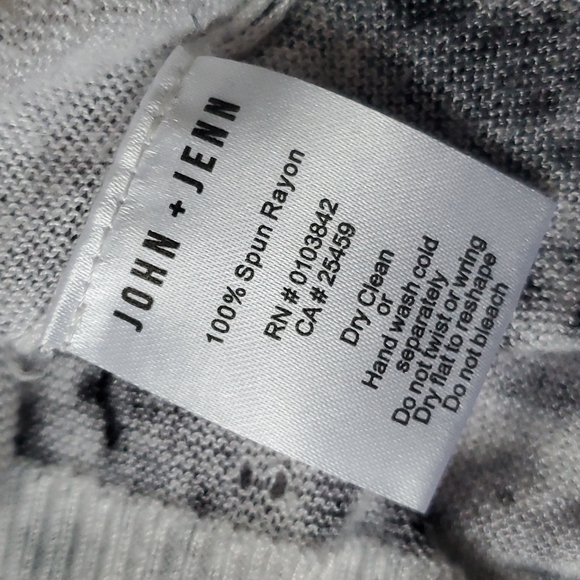 JOHN + JENN
100% Spun Rayon
RN # 0103842
CA # 25459
Dry Clean
or
Hand wash cold
separately
Do not twist or wring
Dry flat to reshape
Do not bleach